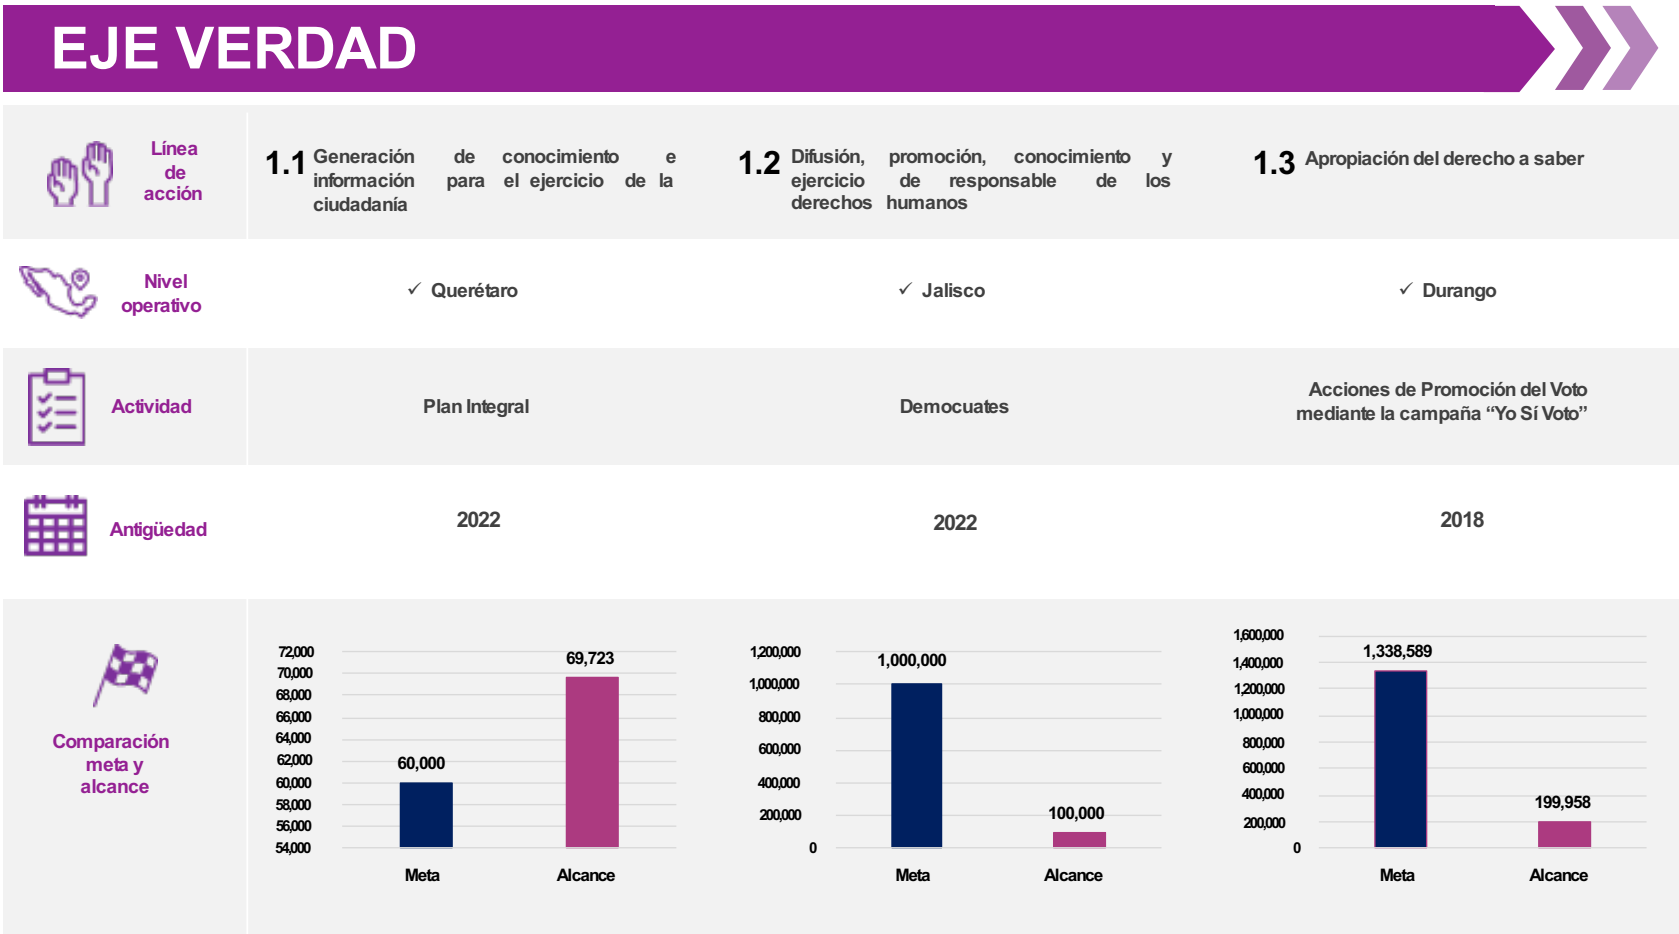 EJE VERDAD
Línea
de
acción
1.1 Generación de conocimiento e
información para el ejercicio de la
ciudadanía
1.2 Difusión, promoción, conocimiento y
ejercicio de responsable de los
derechos humanos
1.3 Apropiación del derecho a saber
Nivel
operativo
✓ Querétaro
✓ Jalisco
✓ Durango
Actividad
Plan Integral
Democuates
Acciones de Promoción del Voto
mediante la campaña “Yo Sí Voto”
Antigüedad
2022
2022
2018
Comparación
meta y
alcance
72,000
70,000
68,000
66,000
64,000
62,000
60,000
58,000
56,000
54,000
60,000
69,723
Meta
Alcance
1,200,000
1,000,000
800,000
600,000
400,000
200,000
0
1,000,000
100,000
Meta
Alcance
1,600,000
1,400,000
1,200,000
1,000,000
800,000
600,000
400,000
200,000
0
1,338,589
199,958
Meta
Alcance